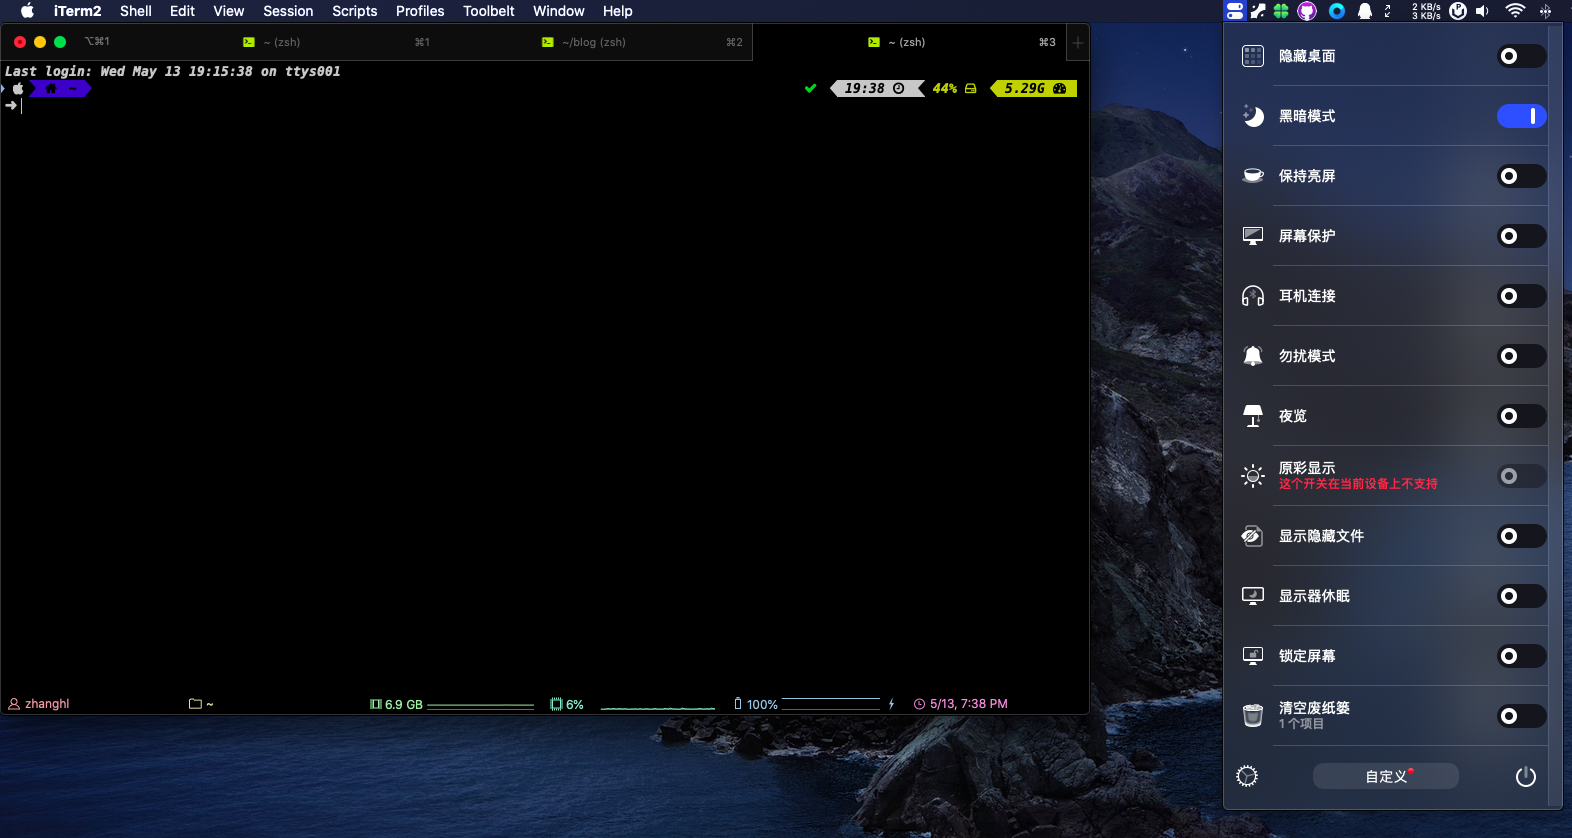 iTerm2 Shell Edit View Session Scripts Profiles Toolbelt Window Help
2 KB/s
3 KB/s
⌥⌘1 ~ (zsh) ⌘1 ~/blog (zsh) ⌘2 ~ (zsh) ⌘3
Last login: Wed May 13 19:15:38 on ttys001
~ 19:38 44% 5.29G
zhanghl ~ 6.9 GB 6% 100% 5/13, 7:38 PM
隐藏桌面
黑暗模式
保持亮屏
屏幕保护
耳机连接
勿扰模式
夜览
原彩显示
这个开关在当前设备上不支持
显示隐藏文件
显示器休眠
锁定屏幕
清空废纸篓
1 个项目
自定义